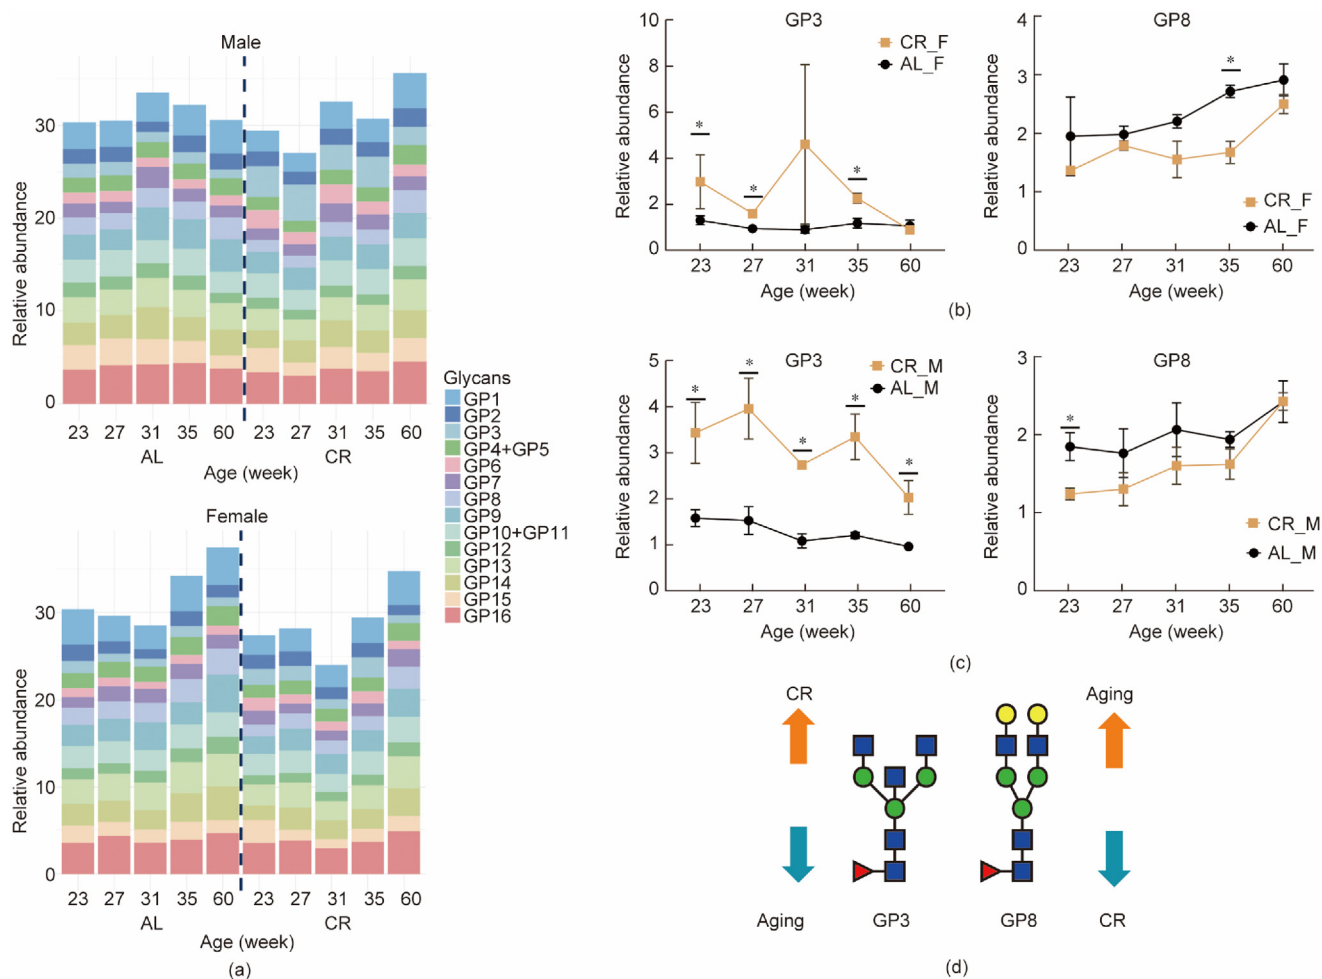 Male
Relative abundance
30
20
10
0
23 27 31 35 60 23 27 31 35 60
AL CR
Age (week)
Female
Relative abundance
30
20
10
0
23 27 31 35 60 23 27 31 35 60
AL CR
Age (week)
(a)
Glycans
GP1
GP2
GP3
GP4+GP5
GP6
GP7
GP8
GP9
GP10+GP11
GP12
GP13
GP14
GP15
GP16
GP3
CR_F
AL_F
Relative abundance
10
8
6
4
2
0
* * *
23 27 31 35 60
Age (week)
GP8
Relative abundance
4
3
2
1
0
*
CR_F
AL_F
23 27 31 35 60
Age (week)
(b)
GP3
CR_M
AL_M
Relative abundance
5
4
3
2
1
0
* * * * *
23 27 31 35 60
Age (week)
GP8
Relative abundance
3
2
1
0
*
CR_M
AL_M
23 27 31 35 60
Age (week)
(c)
CR Aging
Aging GP3 GP8 CR
(d)